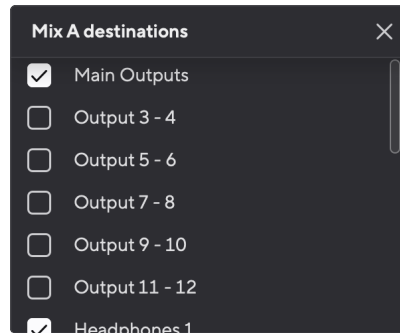 Mix A destinations
Main Outputs
Output 3 - 4
Output 5 - 6
Output 7 - 8
Output 9 - 10
Output 11 - 12
Headphones 1